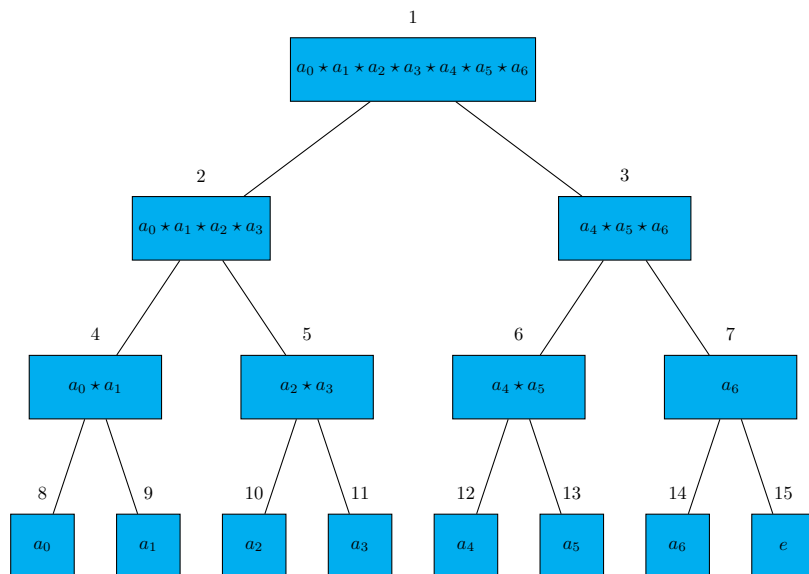 1
a₀ ⋆ a₁ ⋆ a₂ ⋆ a₃ ⋆ a₄ ⋆ a₅ ⋆ a₆
2 3
a₀ ⋆ a₁ ⋆ a₂ ⋆ a₃ a₄ ⋆ a₅ ⋆ a₆
4 5 6 7
a₀ ⋆ a₁ a₂ ⋆ a₃ a₄ ⋆ a₅ a₆
8 9 10 11 12 13 14 15
a₀ a₁ a₂ a₃ a₄ a₅ a₆ e